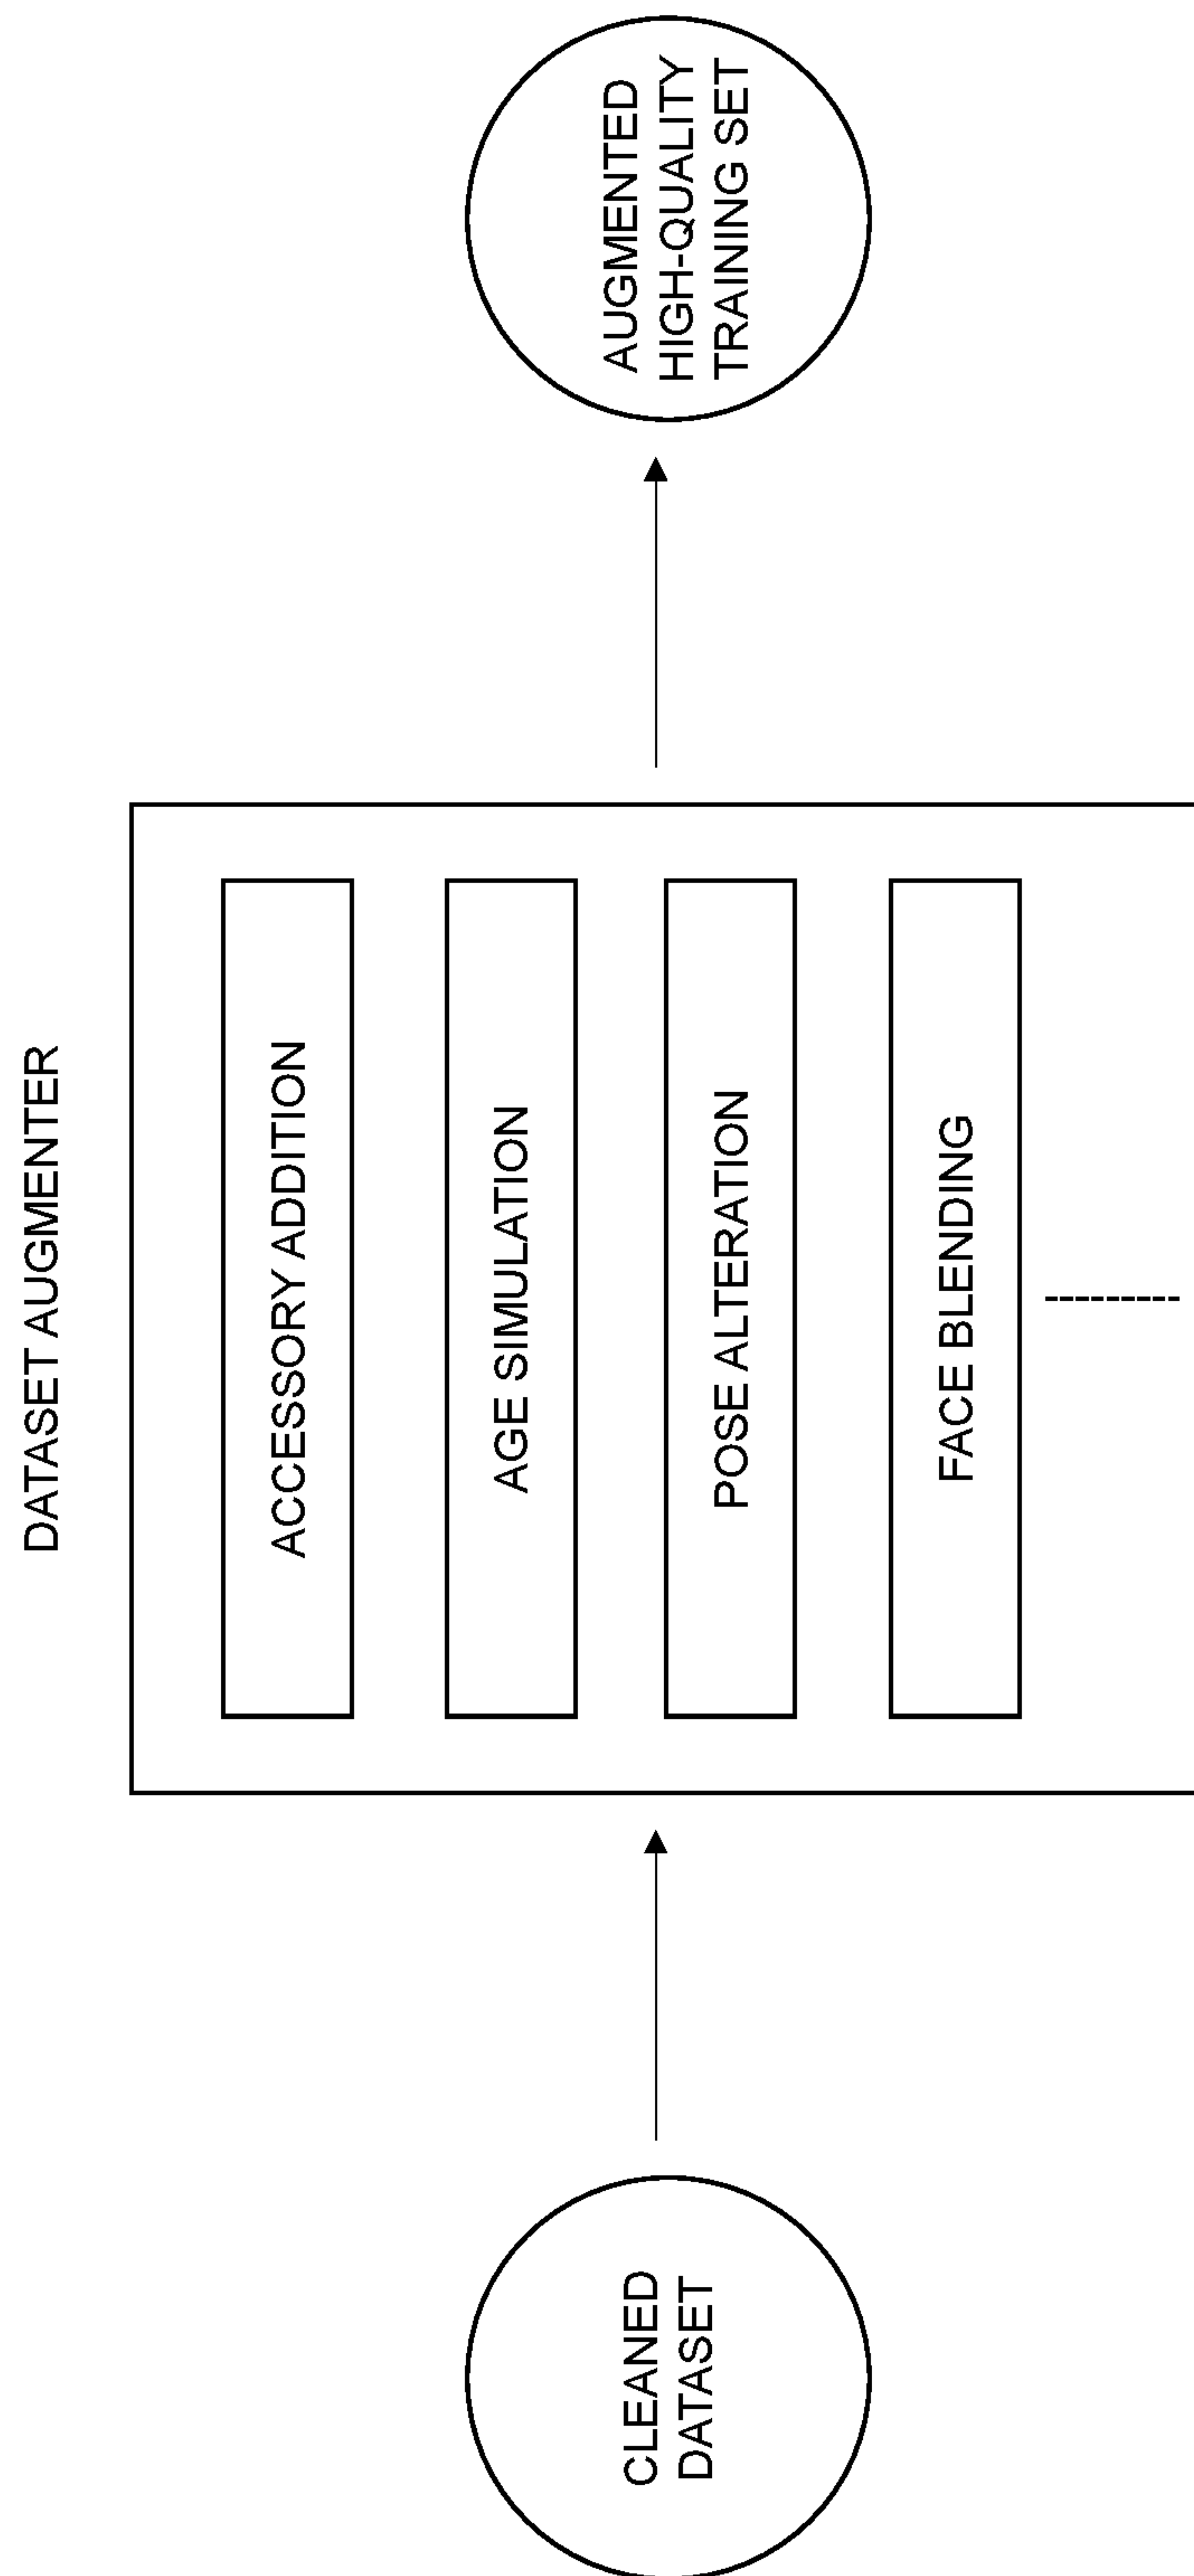 DATASET AUGMENTER
CLEANED
DATASET
ACCESSORY ADDITION
AGE SIMULATION
POSE ALTERATION
FACE BLENDING
AUGMENTED
HIGH-QUALITY
TRAINING SET